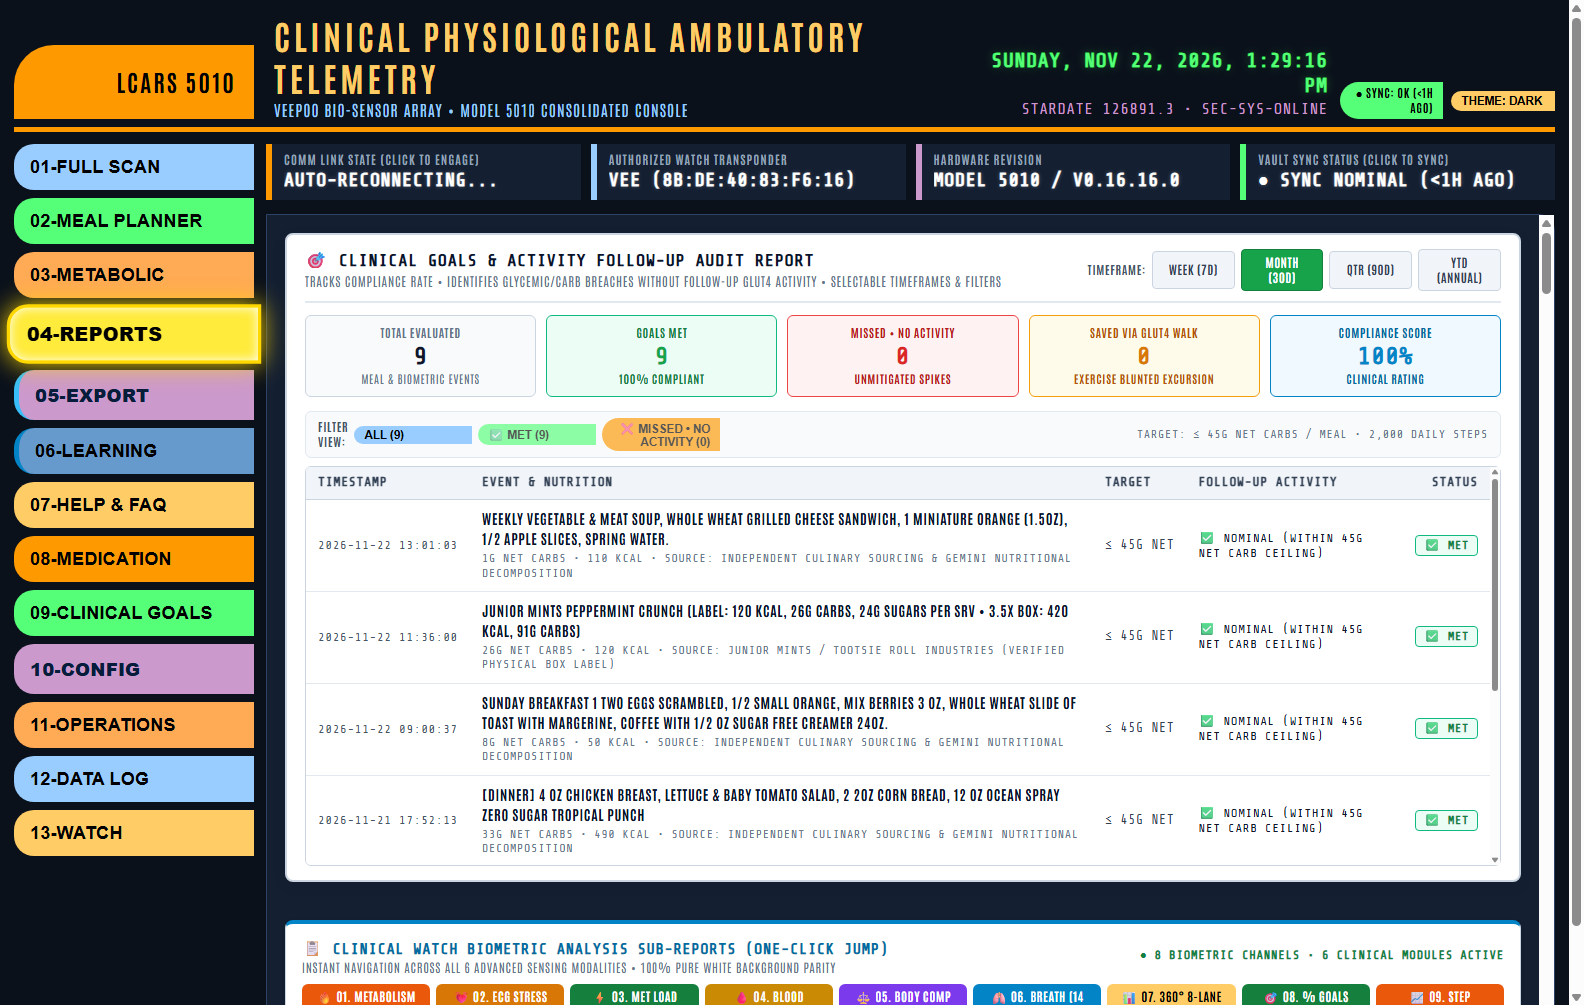 LCARS 5010
CLINICAL PHYSIOLOGICAL AMBULATORY
TELEMETRY
VEEPOO BIO-SENSOR ARRAY • MODEL 5010 CONSOLIDATED CONSOLE
SUNDAY, NOV 22, 2026, 1:29:16
PM
STARDATE 126891.3 · SEC-SYS-ONLINE
● SYNC: OK (<1H
AGO)
THEME: DARK
01-FULL SCAN
02-MEAL PLANNER
03-METABOLIC
04-REPORTS
05-EXPORT
06-LEARNING
07-HELP & FAQ
08-MEDICATION
09-CLINICAL GOALS
10-CONFIG
11-OPERATIONS
12-DATA LOG
13-WATCH
COMM LINK STATE (CLICK TO ENGAGE)
AUTO-RECONNECTING...
AUTHORIZED WATCH TRANSPONDER
VEE (8B:DE:40:83:F6:16)
HARDWARE REVISION
MODEL 5010 / V0.16.16.0
VAULT SYNC STATUS (CLICK TO SYNC)
● SYNC NOMINAL (<1H AGO)
🎯 CLINICAL GOALS & ACTIVITY FOLLOW-UP AUDIT REPORT
TRACKS COMPLIANCE RATE • IDENTIFIES GLYCEMIC/CARB BREACHES WITHOUT FOLLOW-UP GLUT4 ACTIVITY • SELECTABLE TIMEFRAMES & FILTERS
TIMEFRAME:
WEEK (7D)
MONTH
(30D)
QTR (90D)
YTD
(ANNUAL)
TOTAL EVALUATED
9
MEAL & BIOMETRIC EVENTS
GOALS MET
9
100% COMPLIANT
MISSED • NO ACTIVITY
0
UNMITIGATED SPIKES
SAVED VIA GLUT4 WALK
0
EXERCISE BLUNTED EXCURSION
COMPLIANCE SCORE
100%
CLINICAL RATING
FILTER
VIEW:
ALL (9)
✅ MET (9)
❌ MISSED • NO
ACTIVITY (0)
TARGET: ≤ 45G NET CARBS / MEAL · 2,000 DAILY STEPS
TIMESTAMP EVENT & NUTRITION TARGET FOLLOW-UP ACTIVITY STATUS
2026-11-22 13:01:03
WEEKLY VEGETABLE & MEAT SOUP, WHOLE WHEAT GRILLED CHEESE SANDWICH, 1 MINIATURE ORANGE (1.5OZ),
1/2 APPLE SLICES, SPRING WATER.
1G NET CARBS · 110 KCAL · SOURCE: INDEPENDENT CULINARY SOURCING & GEMINI NUTRITIONAL
DECOMPOSITION
≤ 45G NET
✅ NOMINAL (WITHIN 45G
NET CARB CEILING)
✅ MET
2026-11-22 11:36:00
JUNIOR MINTS PEPPERMINT CRUNCH (LABEL: 120 KCAL, 26G CARBS, 24G SUGARS PER SRV • 3.5X BOX: 420
KCAL, 91G CARBS)
26G NET CARBS · 120 KCAL · SOURCE: JUNIOR MINTS / TOOTSIE ROLL INDUSTRIES (VERIFIED
PHYSICAL BOX LABEL)
≤ 45G NET
✅ NOMINAL (WITHIN 45G
NET CARB CEILING)
✅ MET
2026-11-22 09:00:37
SUNDAY BREAKFAST 1 TWO EGGS SCRAMBLED, 1/2 SMALL ORANGE, MIX BERRIES 3 OZ, WHOLE WHEAT SLIDE OF
TOAST WITH MARGERINE, COFFEE WITH 1/2 OZ SUGAR FREE CREAMER 24OZ.
8G NET CARBS · 50 KCAL · SOURCE: INDEPENDENT CULINARY SOURCING & GEMINI NUTRITIONAL
DECOMPOSITION
≤ 45G NET
✅ NOMINAL (WITHIN 45G
NET CARB CEILING)
✅ MET
2026-11-21 17:52:13
[DINNER] 4 OZ CHICKEN BREAST, LETTUCE & BABY TOMATO SALAD, 2 2OZ CORN BREAD, 12 OZ OCEAN SPRAY
ZERO SUGAR TROPICAL PUNCH
33G NET CARBS · 490 KCAL · SOURCE: INDEPENDENT CULINARY SOURCING & GEMINI NUTRITIONAL
DECOMPOSITION
≤ 45G NET
✅ NOMINAL (WITHIN 45G
NET CARB CEILING)
✅ MET
📋 CLINICAL WATCH BIOMETRIC ANALYSIS SUB-REPORTS (ONE-CLICK JUMP)
INSTANT NAVIGATION ACROSS ALL 6 ADVANCED SENSING MODALITIES • 100% PURE WHITE BACKGROUND PARITY
● 8 BIOMETRIC CHANNELS · 6 CLINICAL MODULES ACTIVE
🔥 01. METABOLISM
💓 02. ECG STRESS
⚡ 03. MET LOAD
🩸 04. BLOOD
⚖️ 05. BODY COMP
🫁 06. BREATH (14
📊 07. 360° 8-LANE
🎯 08. % GOALS
📈 09. STEP